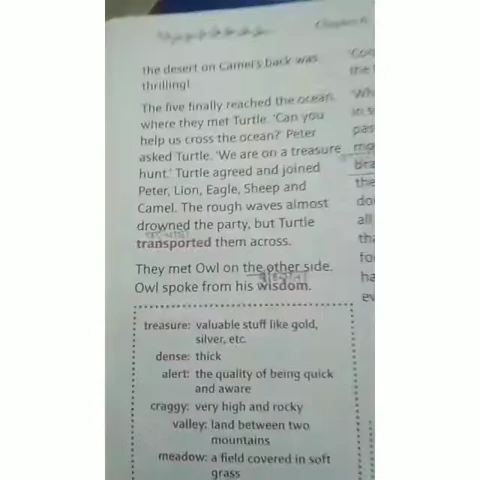 Chapter 6
the desert on Camel's back was
thrilling!
The five finally reached the ocean,
where they met Turtle. 'Can you
help us cross the ocean?' Peter
asked Turtle. 'We are on a treasure
hunt.' Turtle agreed and joined
Peter, Lion, Eagle, Sheep and
Camel. The rough waves almost
drowned the party, but Turtle
transported them across.
They met Owl on the other side.
Owl spoke from his wisdom.
treasure: valuable stuff like gold,
silver, etc.
dense: thick
alert: the quality of being quick
and aware
craggy: very high and rocky
valley: land between two
mountains
meadow: a field covered in soft
grass